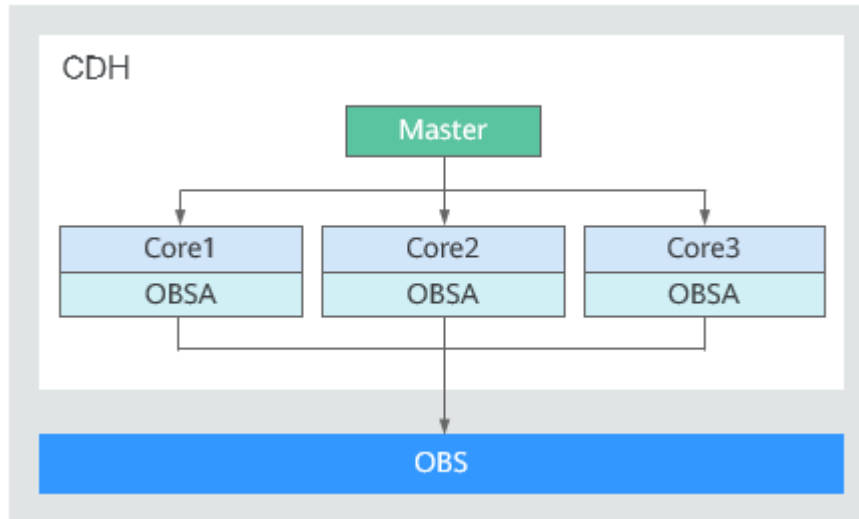 CDH
Master
Core1
Core2
Core3
OBSA
OBSA
OBSA
OBS